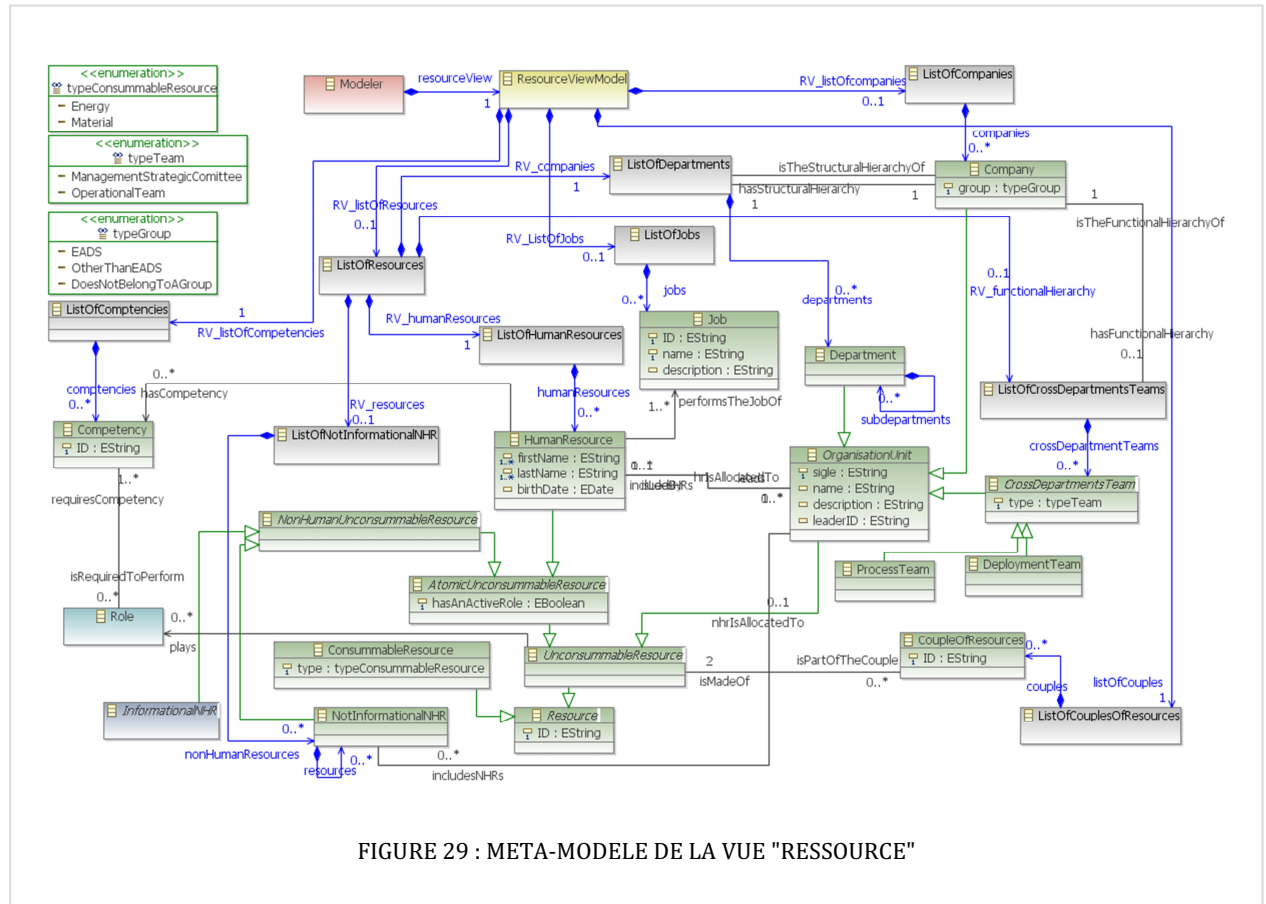 <<enumeration>>
typeConsummableResource
Energy
Material
<<enumeration>>
typeTeam
ManagementStrategicComittee
OperationalTeam
<<enumeration>>
typeGroup
EADS
OtherThanEADS
DoesNotBelongToAGroup
Modeler
resourceView
1
ResourceViewModel
RV_listOfcompanies
0..1
ListOfCompanies
companies
0..*
Company
group : typeGroup
isTheStructuralHierarchyOf
hasStructuralHierarchy
1
1
1
isTheFunctionalHierarchyOf
RV_companies
1
ListOfDepartments
RV_listOfResources
0..1
ListOfResources
RV_ListOfJobs
0..1
ListOfJobs
jobs
0..*
departments
0..*
0..1
RV_functionalHierarchy
hasFunctionalHierarchy
0..1
ListOfComptencies
1
RV_listOfCompetencies
RV_humanResources
1
ListOfHumanResources
Job
ID : EString
name : EString
description : EString
Department
0..*
subdepartments
ListOfCrossDepartmentsTeams
comptencies
0..*
0..*
hasCompetency
RV_resources
0..1
humanResources
0..*
1..*
performsTheJobOf
Competency
ID : EString
ListOfNotInformationalNHR
HumanResource
firstName : EString
lastName : EString
birthDate : EDate
hrIsAllocatedTo
leads
OrganisationUnit
sigle : EString
name : EString
description : EString
leaderID : EString
crossDepartmentTeams
0..*
CrossDepartmentsTeam
type : typeTeam
1..*
requiresCompetency
NonHumanUnconsummableResource
ProcessTeam
DeploymentTeam
isRequiredToPerform
0..*
AtomicUnconsummableResource
hasAnActiveRole : EBoolean
0..1
nhrIsAllocatedTo
Role
0..*
plays
ConsummableResource
type : typeConsummableResource
UnconsummableResource
2
isMadeOf
isPartOfTheCouple
0..*
CoupleOfResources
ID : EString
0..*
couples
listOfCouples
1
InformationalNHR
NotInformationalNHR
0..*
nonHumanResources
resources
0..*
0..*
includesNHRs
Resource
ID : EString
ListOfCouplesOfResources
FIGURE 29 : META-MODELE DE LA VUE "RESSOURCE"